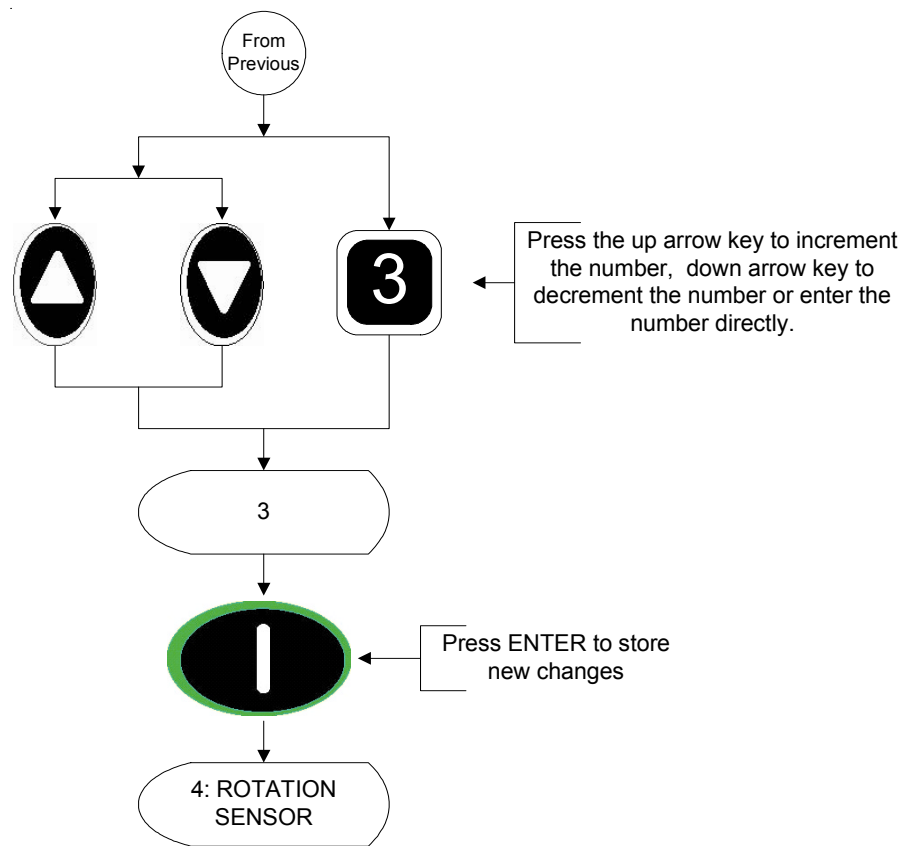 From
Previous
3
Press the up arrow key to increment
the number, down arrow key to
decrement the number or enter the
number directly.
3
Press ENTER to store
new changes
4: ROTATION
SENSOR